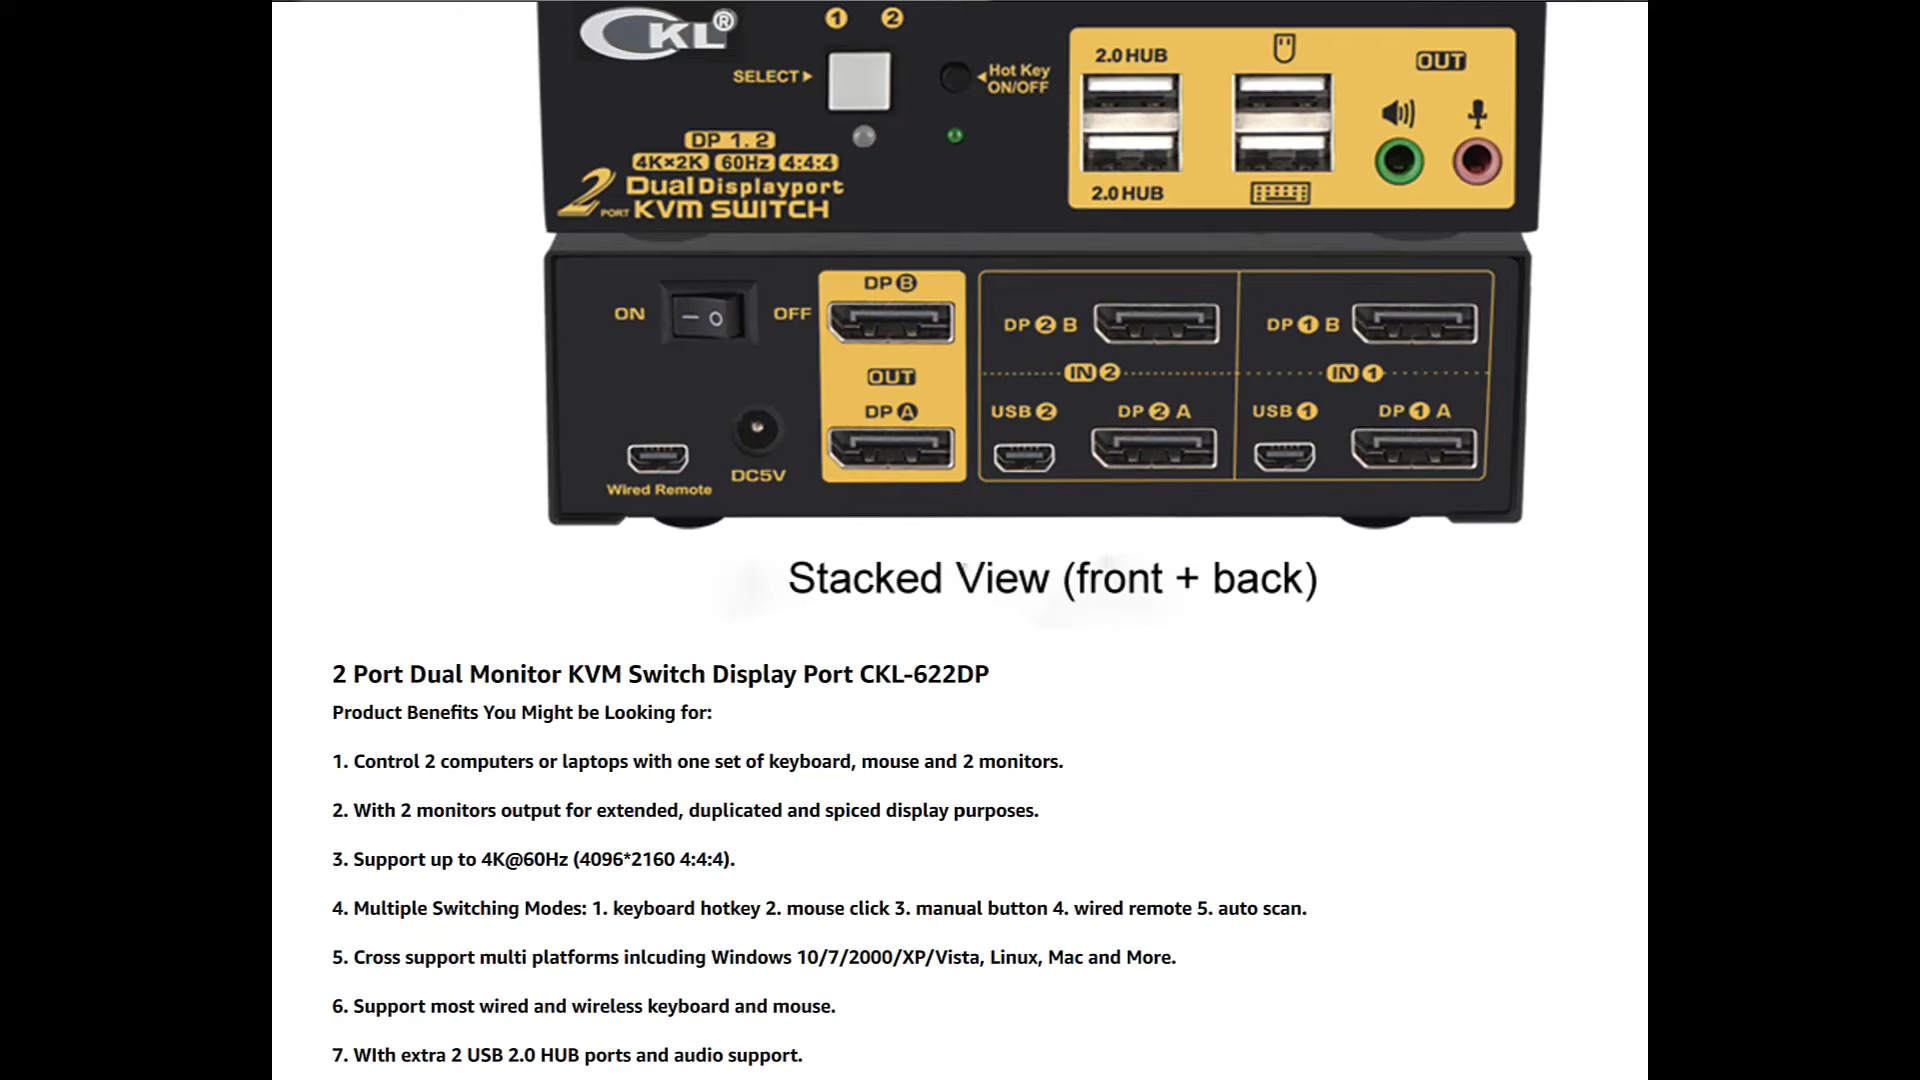 CKL®
1 2
SELECT
Hot Key
ON/OFF
2.0 HUB
OUT
DP 1.2
4K×2K 60Hz 4:4:4
2 PORT
Dual Displayport
KVM SWITCH
2.0 HUB
ON
OFF
DP B
OUT
DP A
DP 2 B
DP 1 B
IN 2
IN 1
USB 2
DP 2 A
USB 1
DP 1 A
Wired Remote
DC5V
Stacked View (front + back)
2 Port Dual Monitor KVM Switch Display Port CKL-622DP
Product Benefits You Might be Looking for:
1. Control 2 computers or laptops with one set of keyboard, mouse and 2 monitors.
2. With 2 monitors output for extended, duplicated and spiced display purposes.
3. Support up to 4K@60Hz (4096*2160 4:4:4).
4. Multiple Switching Modes: 1. keyboard hotkey 2. mouse click 3. manual button 4. wired remote 5. auto scan.
5. Cross support multi platforms inlcuding Windows 10/7/2000/XP/Vista, Linux, Mac and More.
6. Support most wired and wireless keyboard and mouse.
7. WIth extra 2 USB 2.0 HUB ports and audio support.